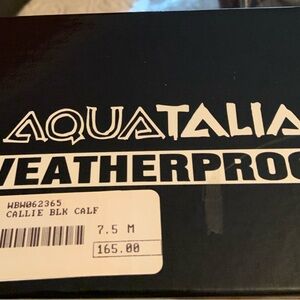 AQUATALIA
WEATHERPROO
WBW062365
CALLIE BLK CALF
7.5 M
165.00